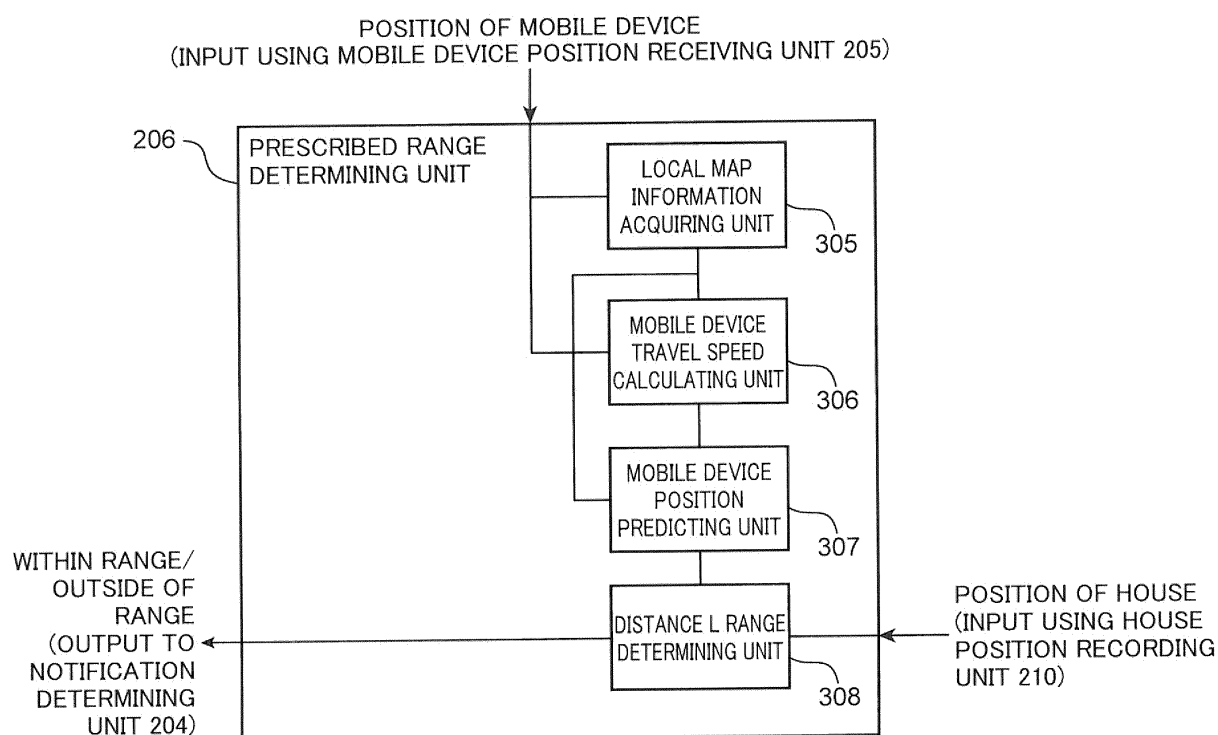 POSITION OF MOBILE DEVICE
(INPUT USING MOBILE DEVICE POSITION RECEIVING UNIT 205)
206
PRESCRIBED RANGE
DETERMINING UNIT
LOCAL MAP
INFORMATION
ACQUIRING UNIT
305
MOBILE DEVICE
TRAVEL SPEED
CALCULATING UNIT
306
MOBILE DEVICE
POSITION
PREDICTING UNIT
307
WITHIN RANGE/
OUTSIDE OF
RANGE
(OUTPUT TO
NOTIFICATION
DETERMINING
UNIT 204)
DISTANCE L RANGE
DETERMINING UNIT
308
POSITION OF HOUSE
(INPUT USING HOUSE
POSITION RECORDING
UNIT 210)